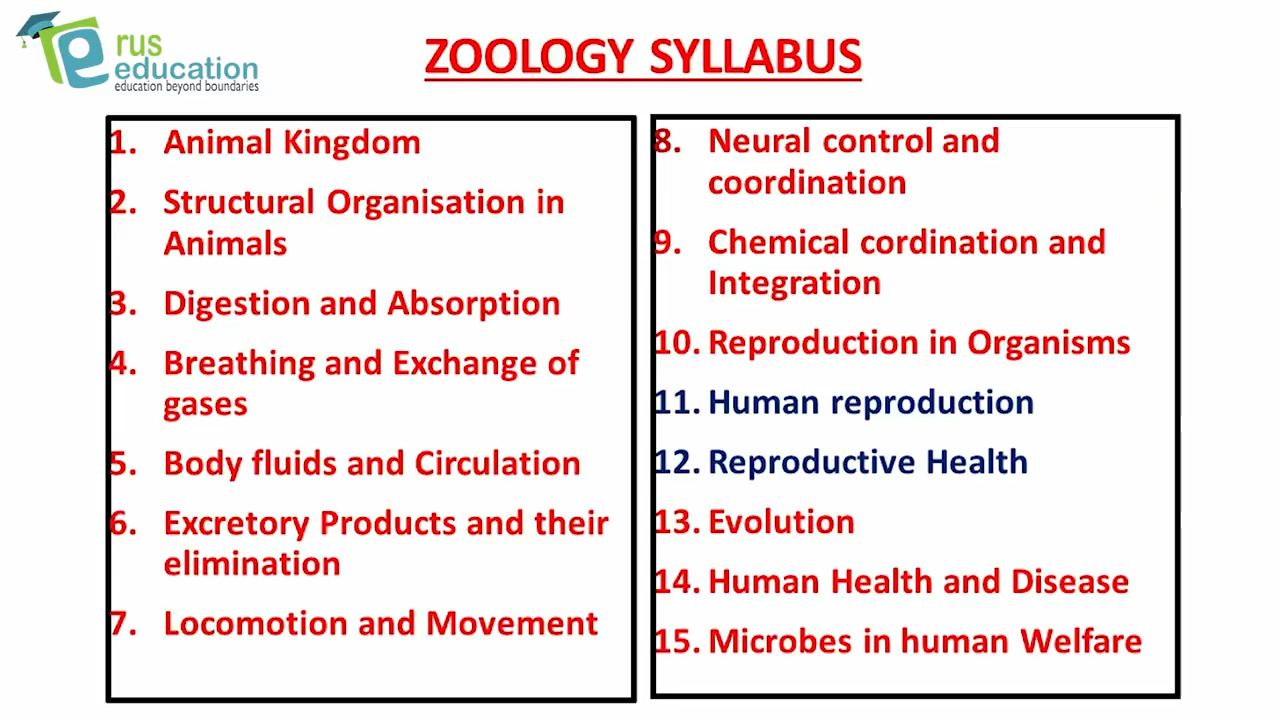 rus
education
education beyond boundaries
ZOOLOGY SYLLABUS
1. Animal Kingdom
2. Structural Organisation in
Animals
3. Digestion and Absorption
4. Breathing and Exchange of
gases
5. Body fluids and Circulation
6. Excretory Products and their
elimination
7. Locomotion and Movement
8. Neural control and
coordination
9. Chemical cordination and
Integration
10. Reproduction in Organisms
11. Human reproduction
12. Reproductive Health
13. Evolution
14. Human Health and Disease
15. Microbes in human Welfare